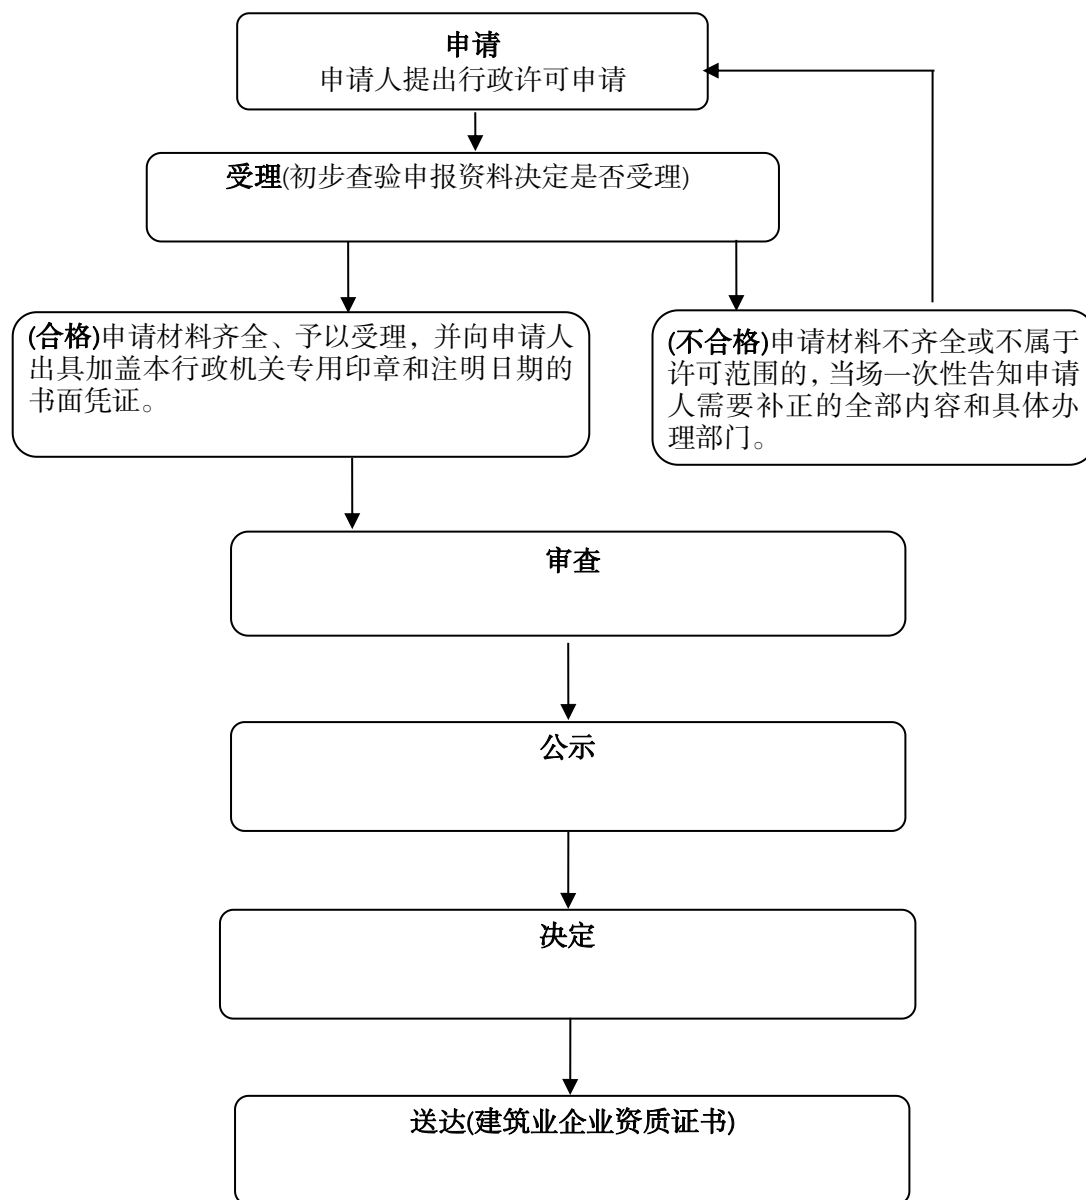 申请
申请人提出行政许可申请
受理(初步查验申报资料决定是否受理)
(合格)申请材料齐全、予以受理，并向申请人
出具加盖本行政机关专用印章和注明日期的
书面凭证。
(不合格)申请材料不齐全或不属于
许可范围的，当场一次性告知申请
人需要补正的全部内容和具体办
理部门。
审查
公示
决定
送达(建筑业企业资质证书)